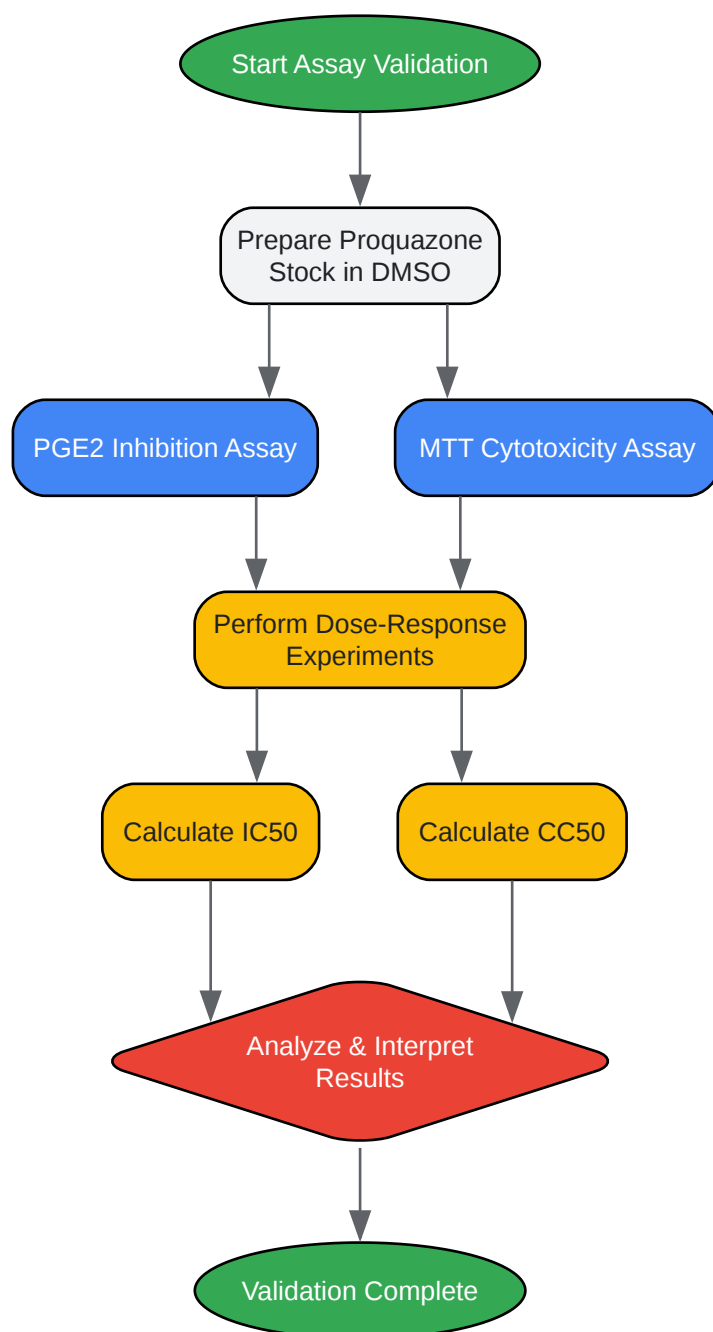 Start Assay Validation
Prepare Proquazone
Stock in DMSO
PGE2 Inhibition Assay
MTT Cytotoxicity Assay
Perform Dose-Response
Experiments
Calculate IC50
Calculate CC50
Analyze & Interpret
Results
Validation Complete